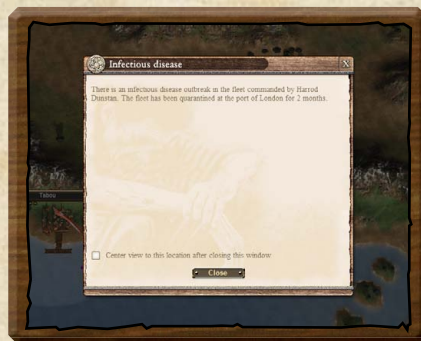 Infectious disease
X
There is an infectious disease outbreak in the fleet commanded by Harrod
Dunstan. The fleet has been quarantined at the port of London for 2 months.
Tabou
Center view to this location after closing this window
Close